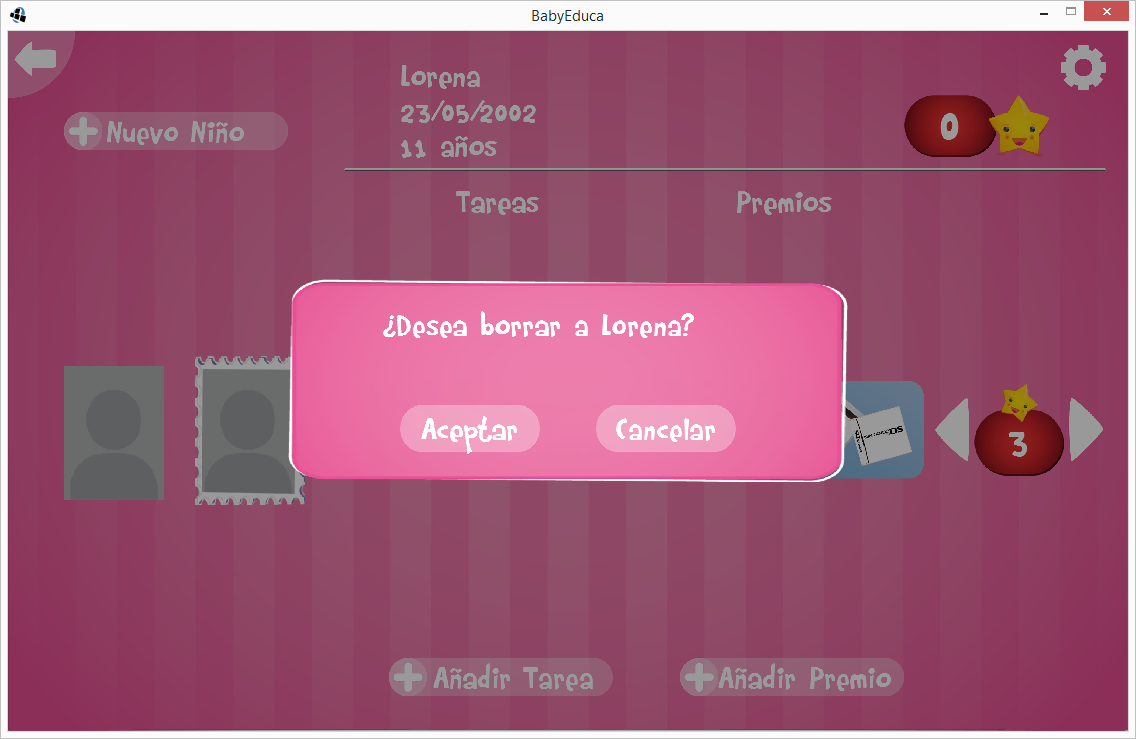 BabyEduca
Lorena
23/05/2002
11 años
Nuevo Niño
0
Tareas
Premios
¿Desea borrar a Lorena?
Aceptar
Cancelar
3
Añadir Tarea
Añadir Premio